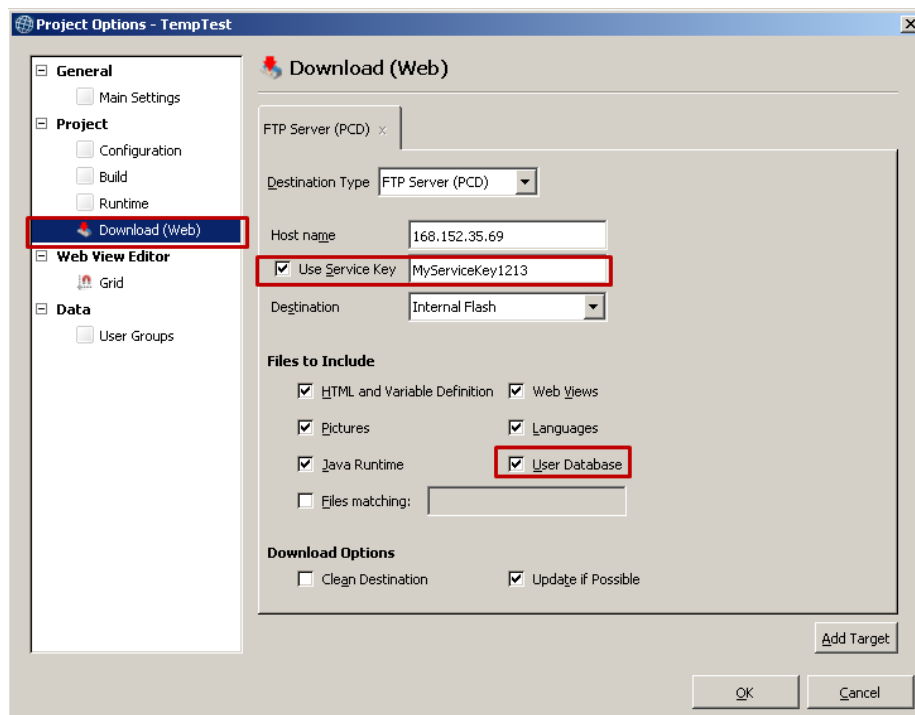 Project Options - TempTest
General
Main Settings
Project
Configuration
Build
Runtime
Download (Web)
Web View Editor
Grid
Data
User Groups
Download (Web)
FTP Server (PCD) x
Destination Type FTP Server (PCD)
Host name 168.152.35.69
Use Service Key MyServiceKey1213
Destination Internal Flash
Files to Include
HTML and Variable Definition Web Views
Pictures Languages
Java Runtime User Database
Files matching:
Download Options
Clean Destination Update if Possible
Add Target
OK Cancel